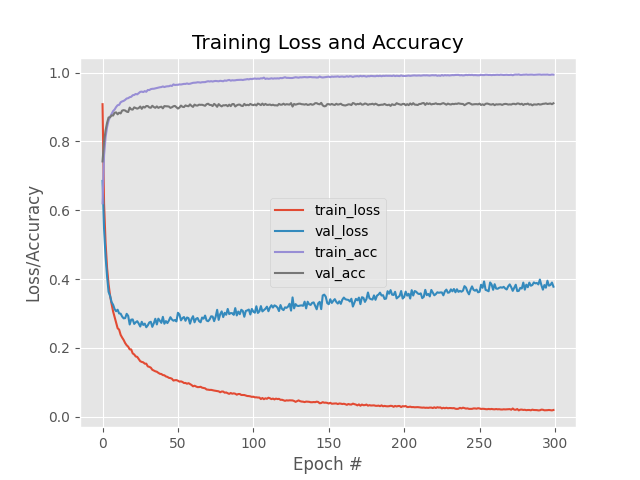 Training Loss and Accuracy
Loss/Accuracy
1.0
0.8
0.6
0.4
0.2
0.0
train_loss
val_loss
train_acc
val_acc
0 50 100 150 200 250 300
Epoch #